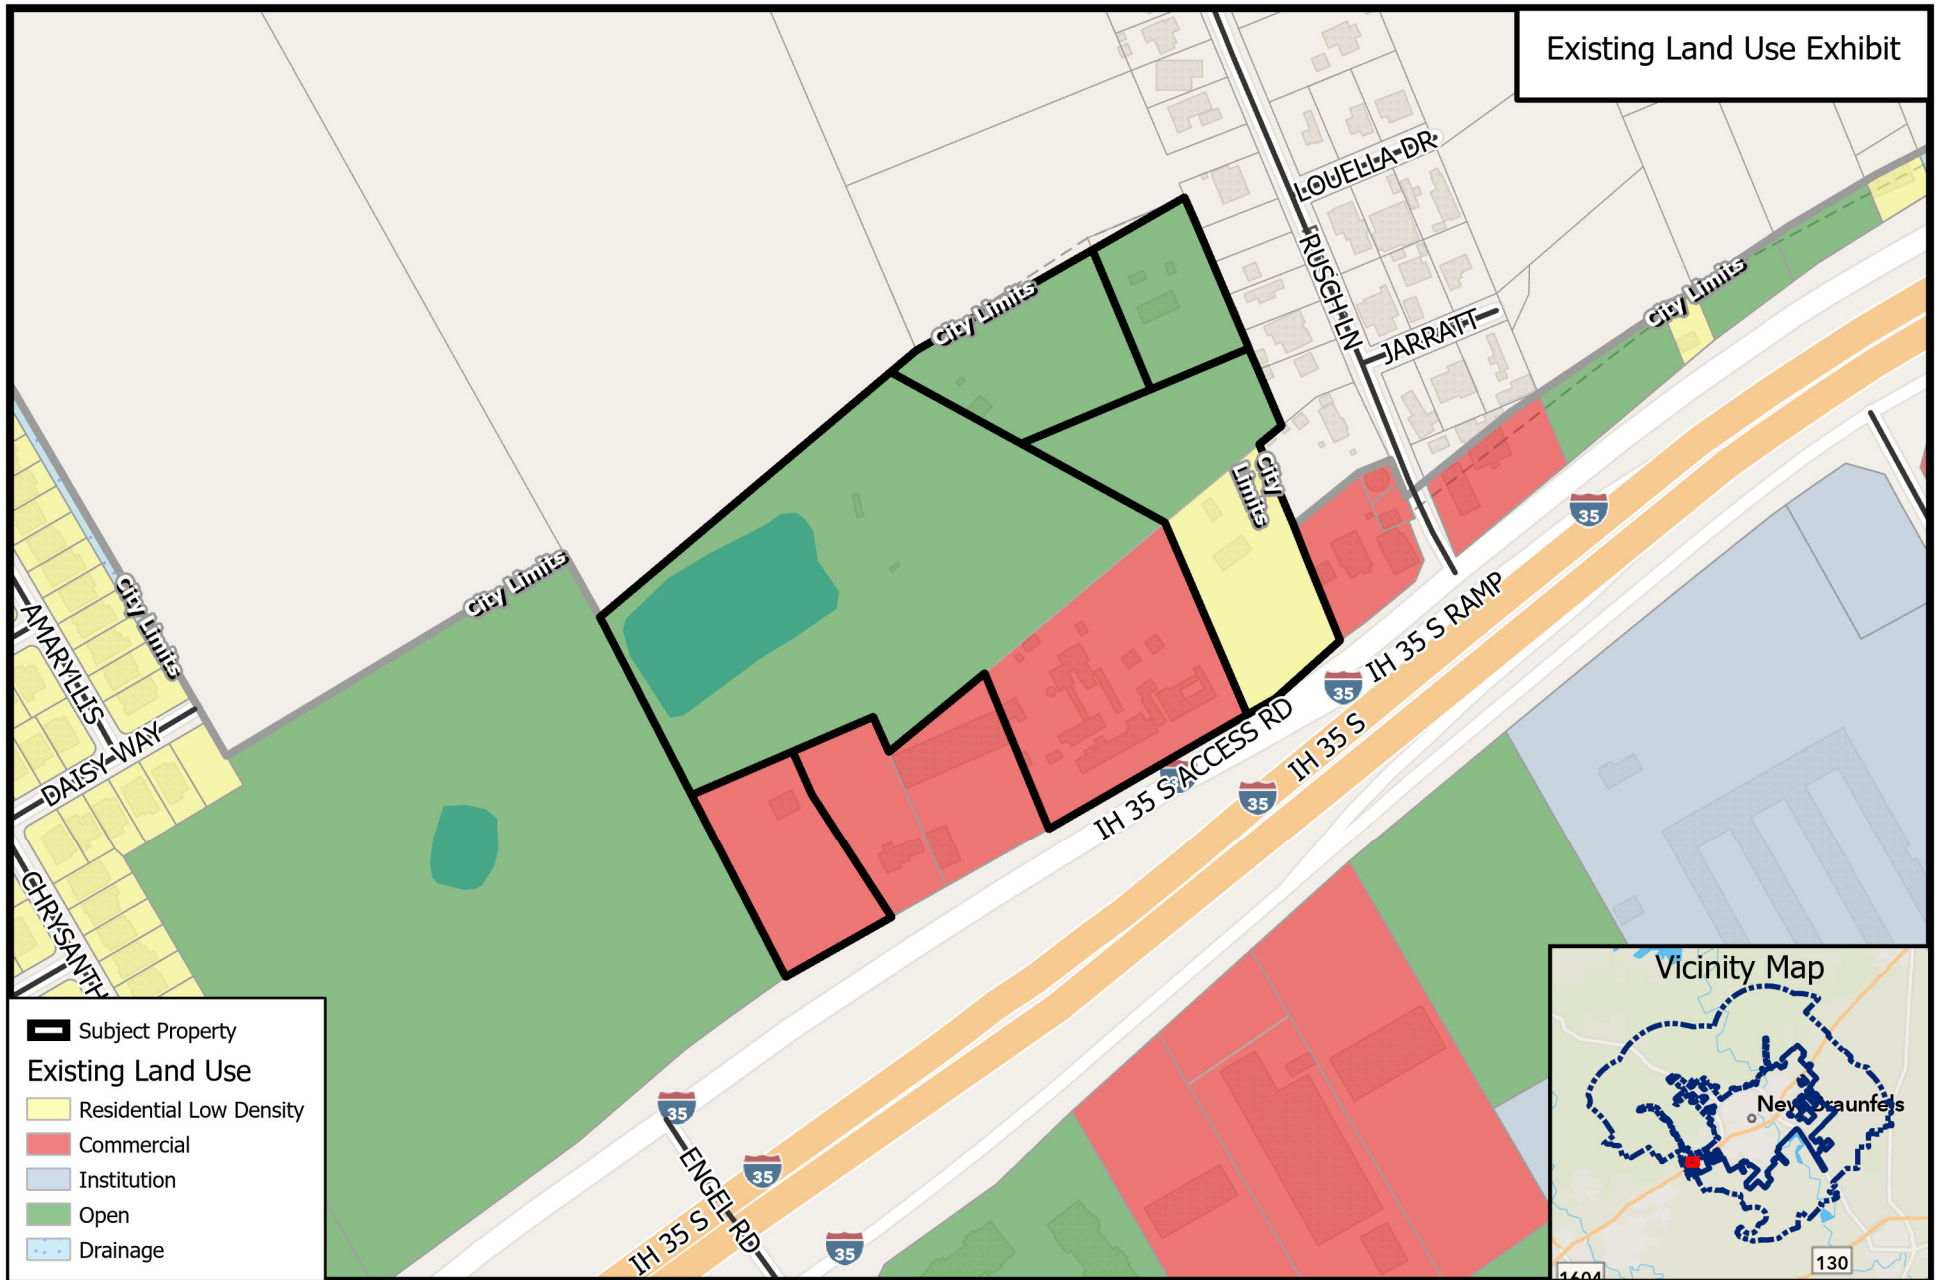 Existing Land Use Exhibit
LOUELLA DR
RUSCH LN
JARRATT
City Limits
City Limits
City
Limits
City Limits
City Limits
AMARYLLIS
DAISY WAY
CHRYSANTH
35
IH 35 S RAMP
35
IH 35 S ACCESS RD
IH 35 S
35
35
35
35
ENGEL RD
IH 35 S
Subject Property
Existing Land Use
Residential Low Density
Commercial
Institution
Open
Drainage
Vicinity Map
New Braunfels
130
1604